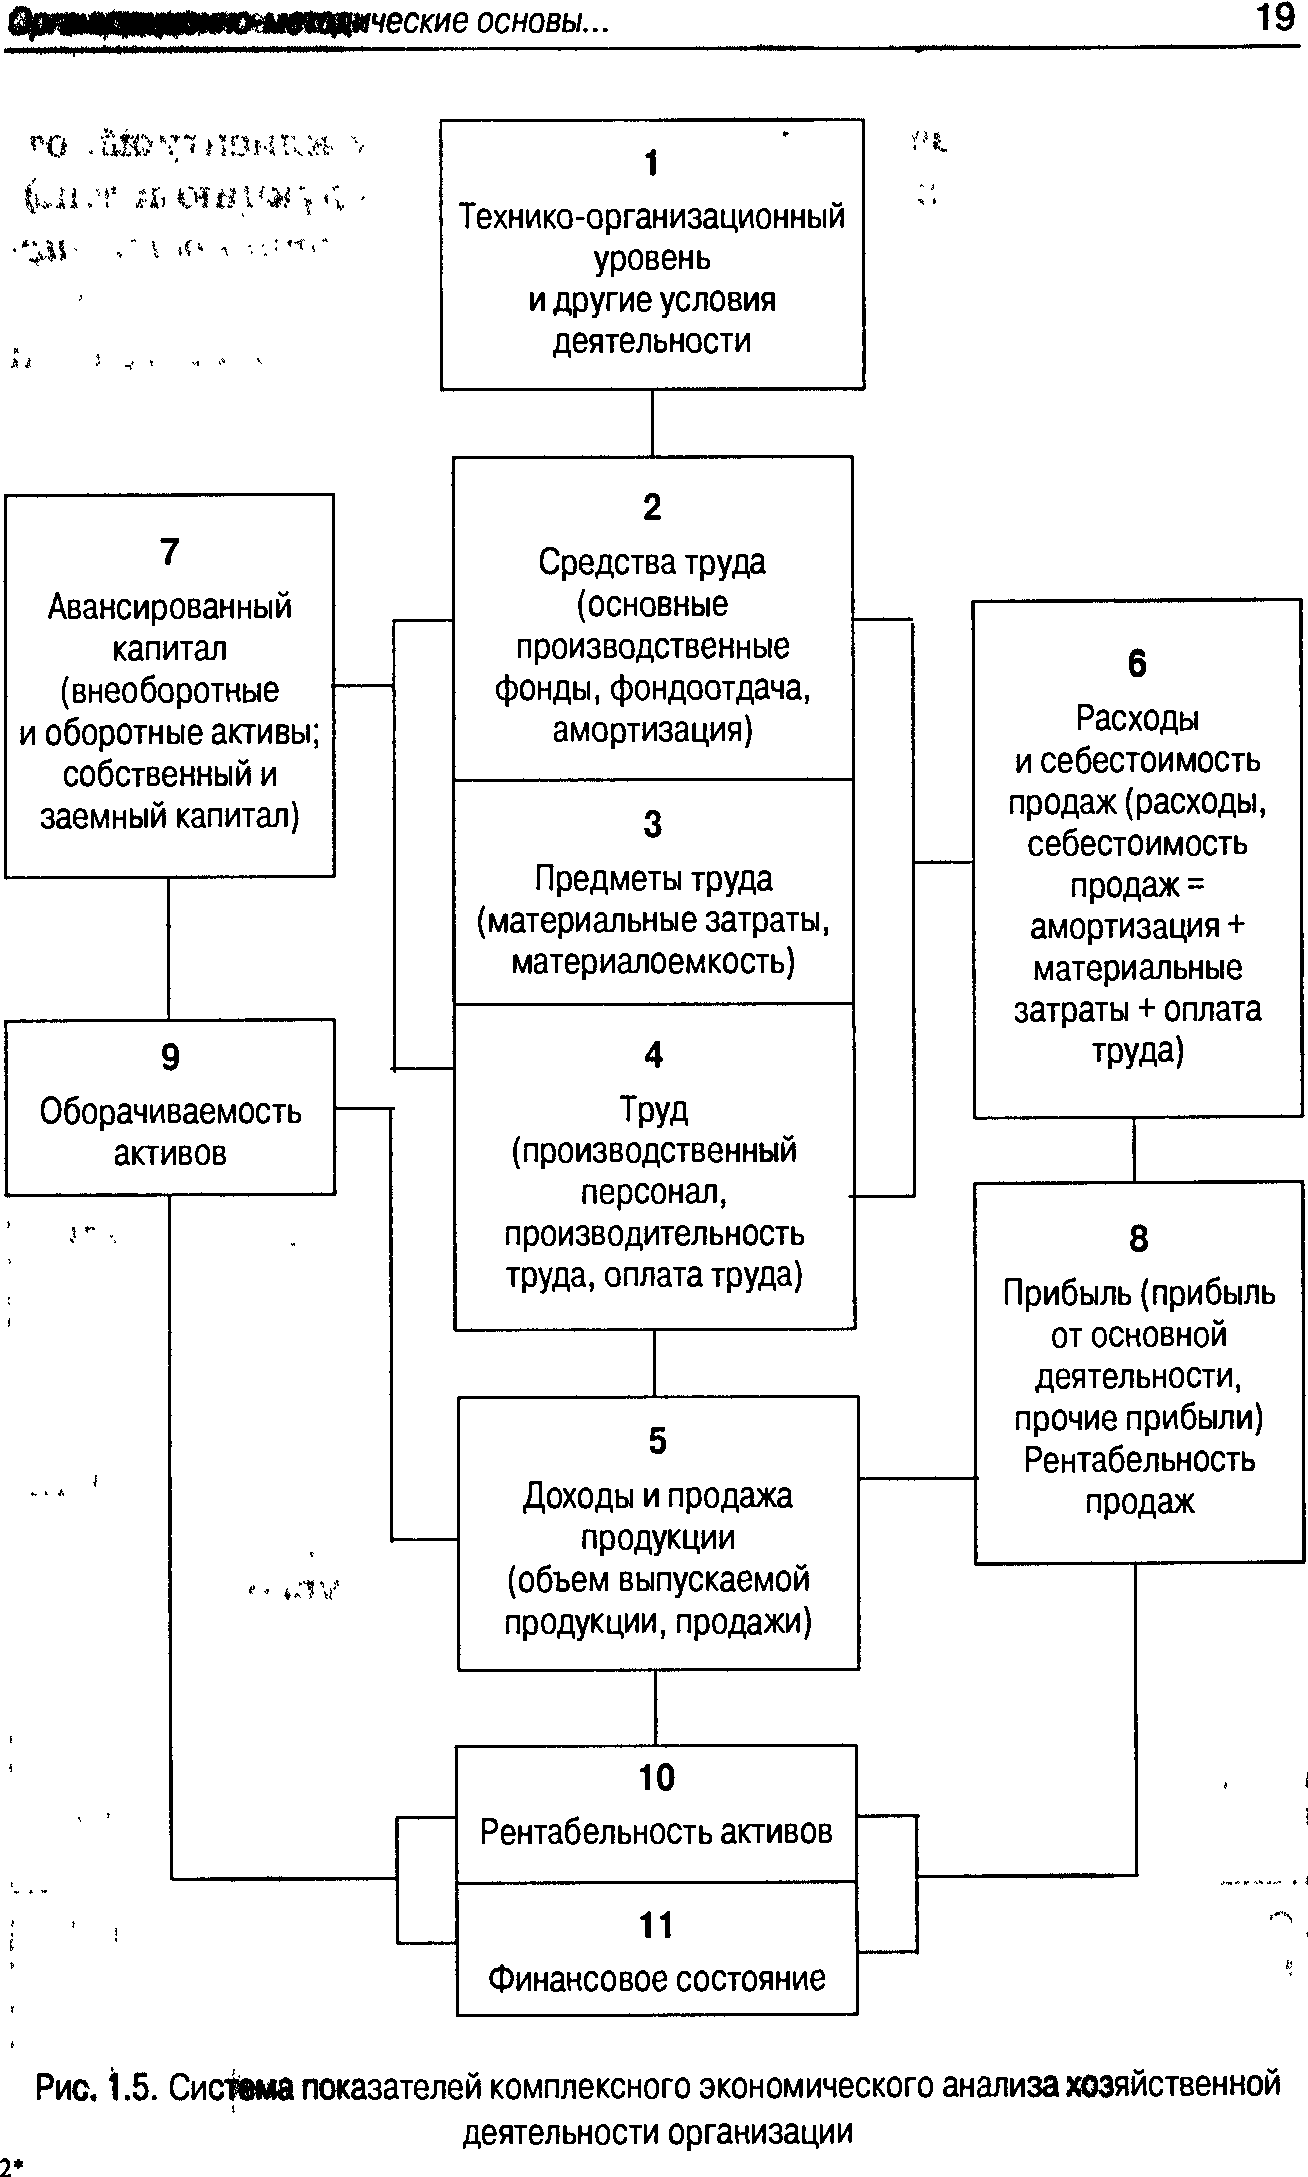 Организационно-методические основы...
19
1
Технико-организационный
уровень
и другие условия
деятельности
2
Средства труда
(основные
производственные
фонды, фондоотдача,
амортизация)
7
Авансированный
капитал
(внеоборотные
и оборотные активы;
собственный и
заемный капитал)
6
Расходы
и себестоимость
продаж (расходы,
себестоимость
продаж =
амортизация +
материальные
затраты + оплата
труда)
3
Предметы труда
(материальные затраты,
материалоемкость)
9
Оборачиваемость
активов
4
Труд
(производственный
персонал,
производительность
труда, оплата труда)
8
Прибыль (прибыль
от основной
деятельности,
прочие прибыли)
Рентабельность
продаж
5
Доходы и продажа
продукции
(объем выпускаемой
продукции, продажи)
10
Рентабельность активов
11
Финансовое состояние
Рис. 1.5. Система показателей комплексного экономического анализа хозяйственной
деятельности организации
2*